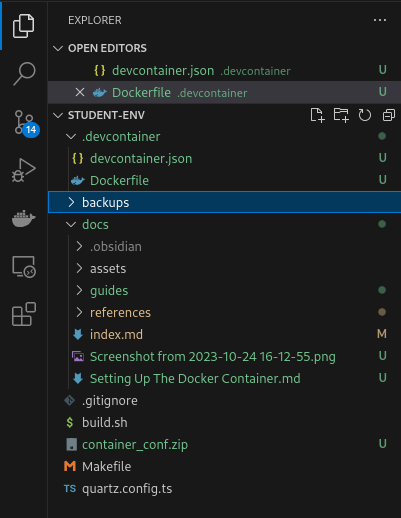 EXPLORER
OPEN EDITORS
devcontainer.json .devcontainer U
Dockerfile .devcontainer U
STUDENT-ENV
14
.devcontainer
devcontainer.json U
Dockerfile U
backups
docs
.obsidian
assets
guides
references
index.md M
Screenshot from 2023-10-24 16-12-55.png U
Setting Up The Docker Container.md U
.gitignore
$ build.sh
container_conf.zip U
Makefile
TS quartz.config.ts